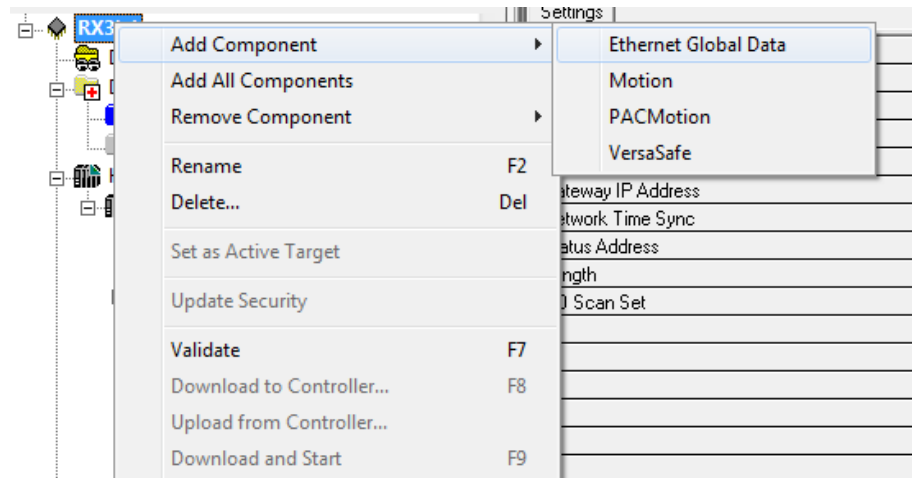 Settings
RX3i
Add Component
Add All Components
Remove Component
Rename F2
Delete... Del
Set as Active Target
Update Security
Validate F7
Download to Controller... F8
Upload from Controller...
Download and Start F9
Ethernet Global Data
Motion
PACMotion
VersaSafe
ateway IP Address
etwork Time Sync
atus Address
ngth
Scan Set